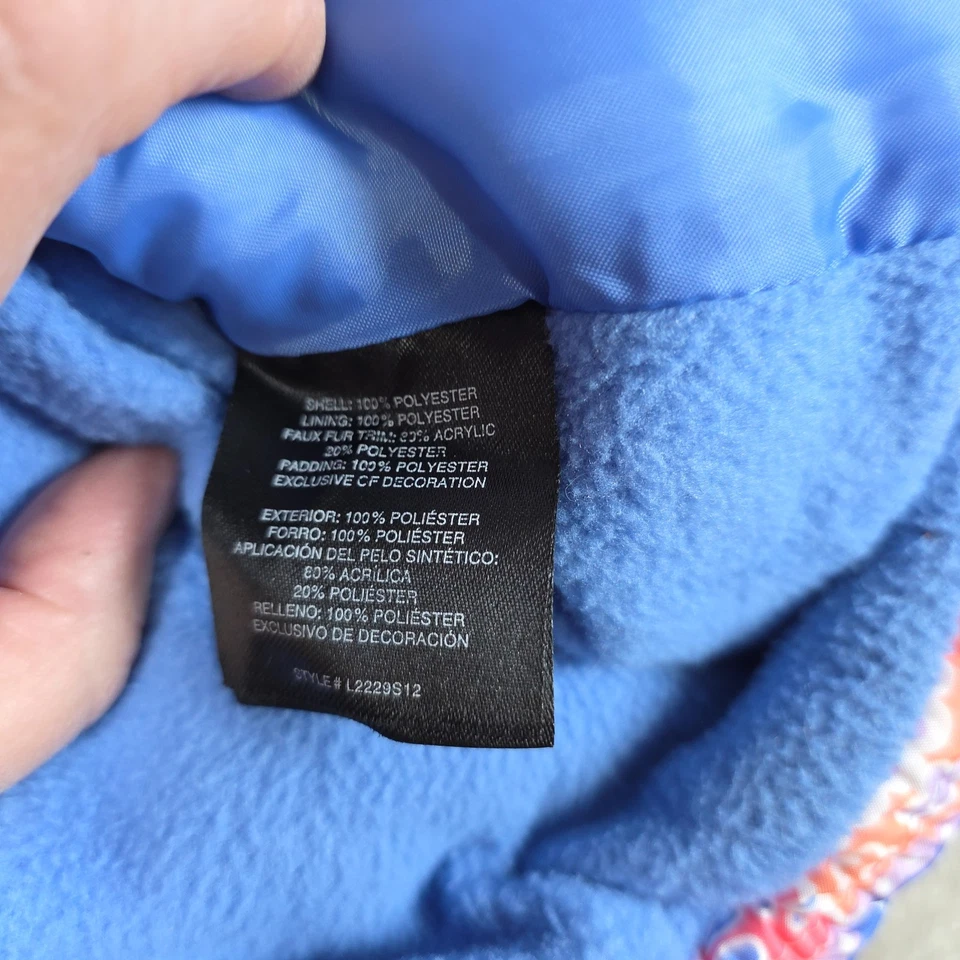 SHELL: 100% POLYESTER
LINING: 100% POLYESTER
FAUX FUR TRIM: 80% ACRYLIC
20% POLYESTER
PADDING: 100% POLYESTER
EXCLUSIVE OF DECORATION
EXTERIOR: 100% POLIÉSTER
FORRO: 100% POLIÉSTER
APLICACIÓN DEL PELO SINTÉTICO:
80% ACRÍLICA
20% POLIÉSTER
RELLENO: 100% POLIÉSTER
EXCLUSIVO DE DECORACIÓN
STYLE# L2229S12